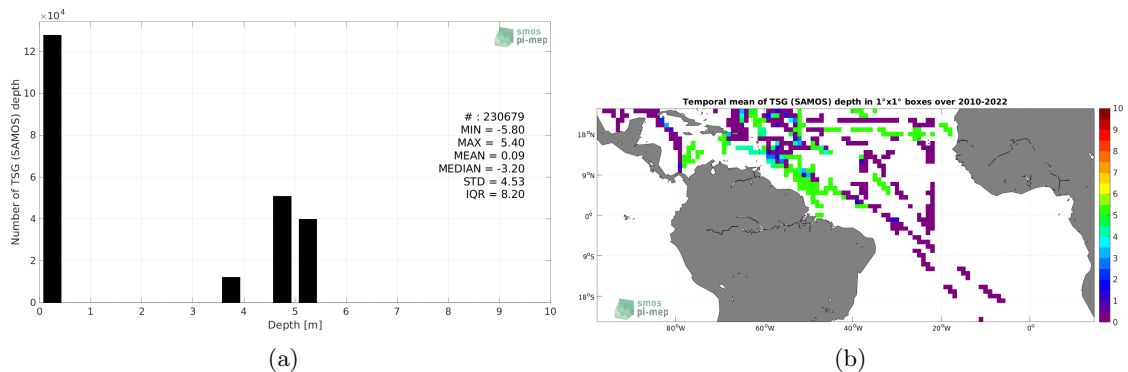 ×10⁴
12
10
8
6
4
2
0
Number of TSG (SAMOS) depth
0 1 2 3 4 5 6 7 8 9 10
Depth [m]
smos
pi-mep
# : 230679
MIN = -5.80
MAX = 5.40
MEAN = 0.09
MEDIAN = -3.20
STD = 4.53
IQR = 8.20
(a)
Temporal mean of TSG (SAMOS) depth in 1°x1° boxes over 2010-2022
18°N
9°N
0°
9°S
18°S
80°W 60°W 40°W 20°W 0°
smos
pi-mep
10
9
8
7
6
5
4
3
2
1
0
(b)